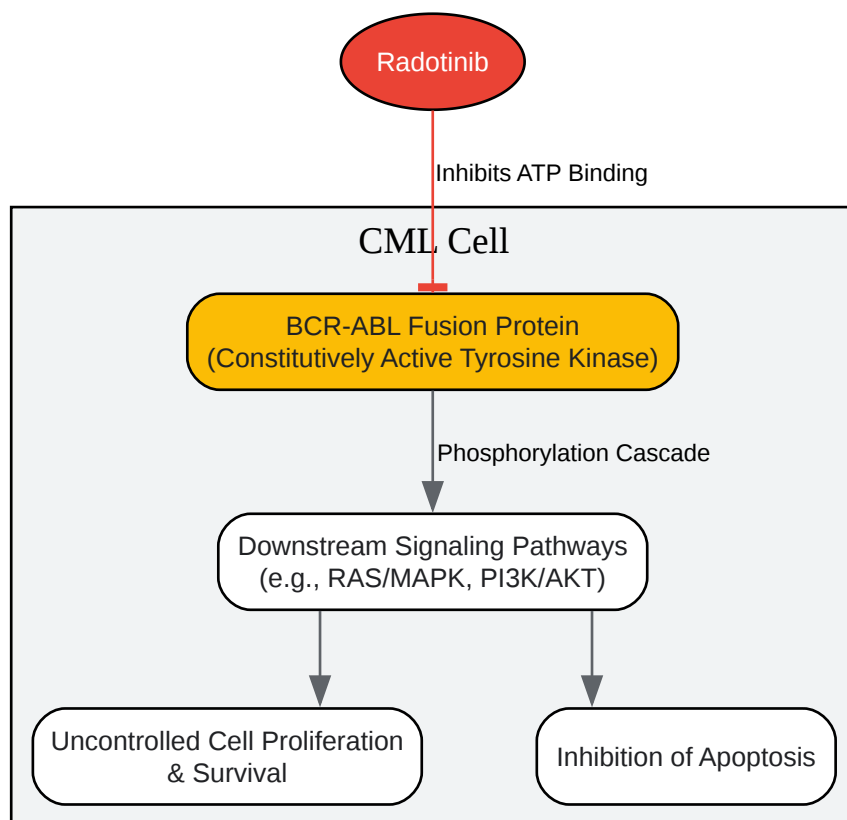 Radotinib
Inhibits ATP Binding
CML Cell
BCR-ABL Fusion Protein
(Constitutively Active Tyrosine Kinase)
Phosphorylation Cascade
Downstream Signaling Pathways
(e.g., RAS/MAPK, PI3K/AKT)
Uncontrolled Cell Proliferation
& Survival
Inhibition of Apoptosis